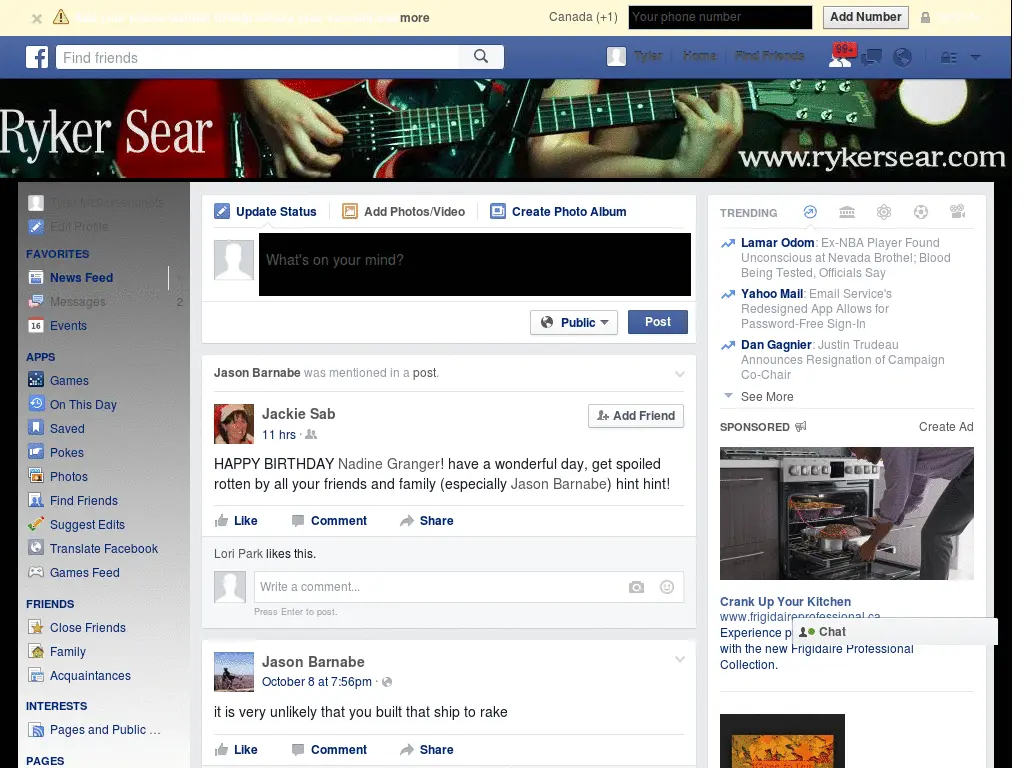 more
Canada (+1)
Your phone number
Add Number
Find friends
Tyler
Home
Find Friends
99+
Ryker Sear
www.rykersear.com
Edit Profile
FAVORITES
News Feed
Messages
2
16
Events
APPS
Games
On This Day
Saved
Pokes
Photos
Find Friends
Suggest Edits
Translate Facebook
Games Feed
FRIENDS
Close Friends
Family
Acquaintances
INTERESTS
Pages and Public ...
PAGES
Update Status
Add Photos/Video
Create Photo Album
What's on your mind?
Public
Post
Jason Barnabe was mentioned in a post.
Jackie Sab
11 hrs ·
Add Friend
HAPPY BIRTHDAY Nadine Granger! have a wonderful day, get spoiled
rotten by all your friends and family (especially Jason Barnabe) hint hint!
Like
Comment
Share
Lori Park likes this.
Write a comment...
Press Enter to post.
Jason Barnabe
October 8 at 7:56pm ·
it is very unlikely that you built that ship to rake
Like
Comment
Share
TRENDING
Lamar Odom: Ex-NBA Player Found
Unconscious at Nevada Brothel; Blood
Being Tested, Officials Say
Yahoo Mail: Email Service's
Redesigned App Allows for
Password-Free Sign-In
Dan Gagnier: Justin Trudeau
Announces Resignation of Campaign
Co-Chair
See More
SPONSORED
Create Ad
Crank Up Your Kitchen
www.frigidaireprofessional.ca
Experience
Chat
with the new Frigidaire Professional
Collection.